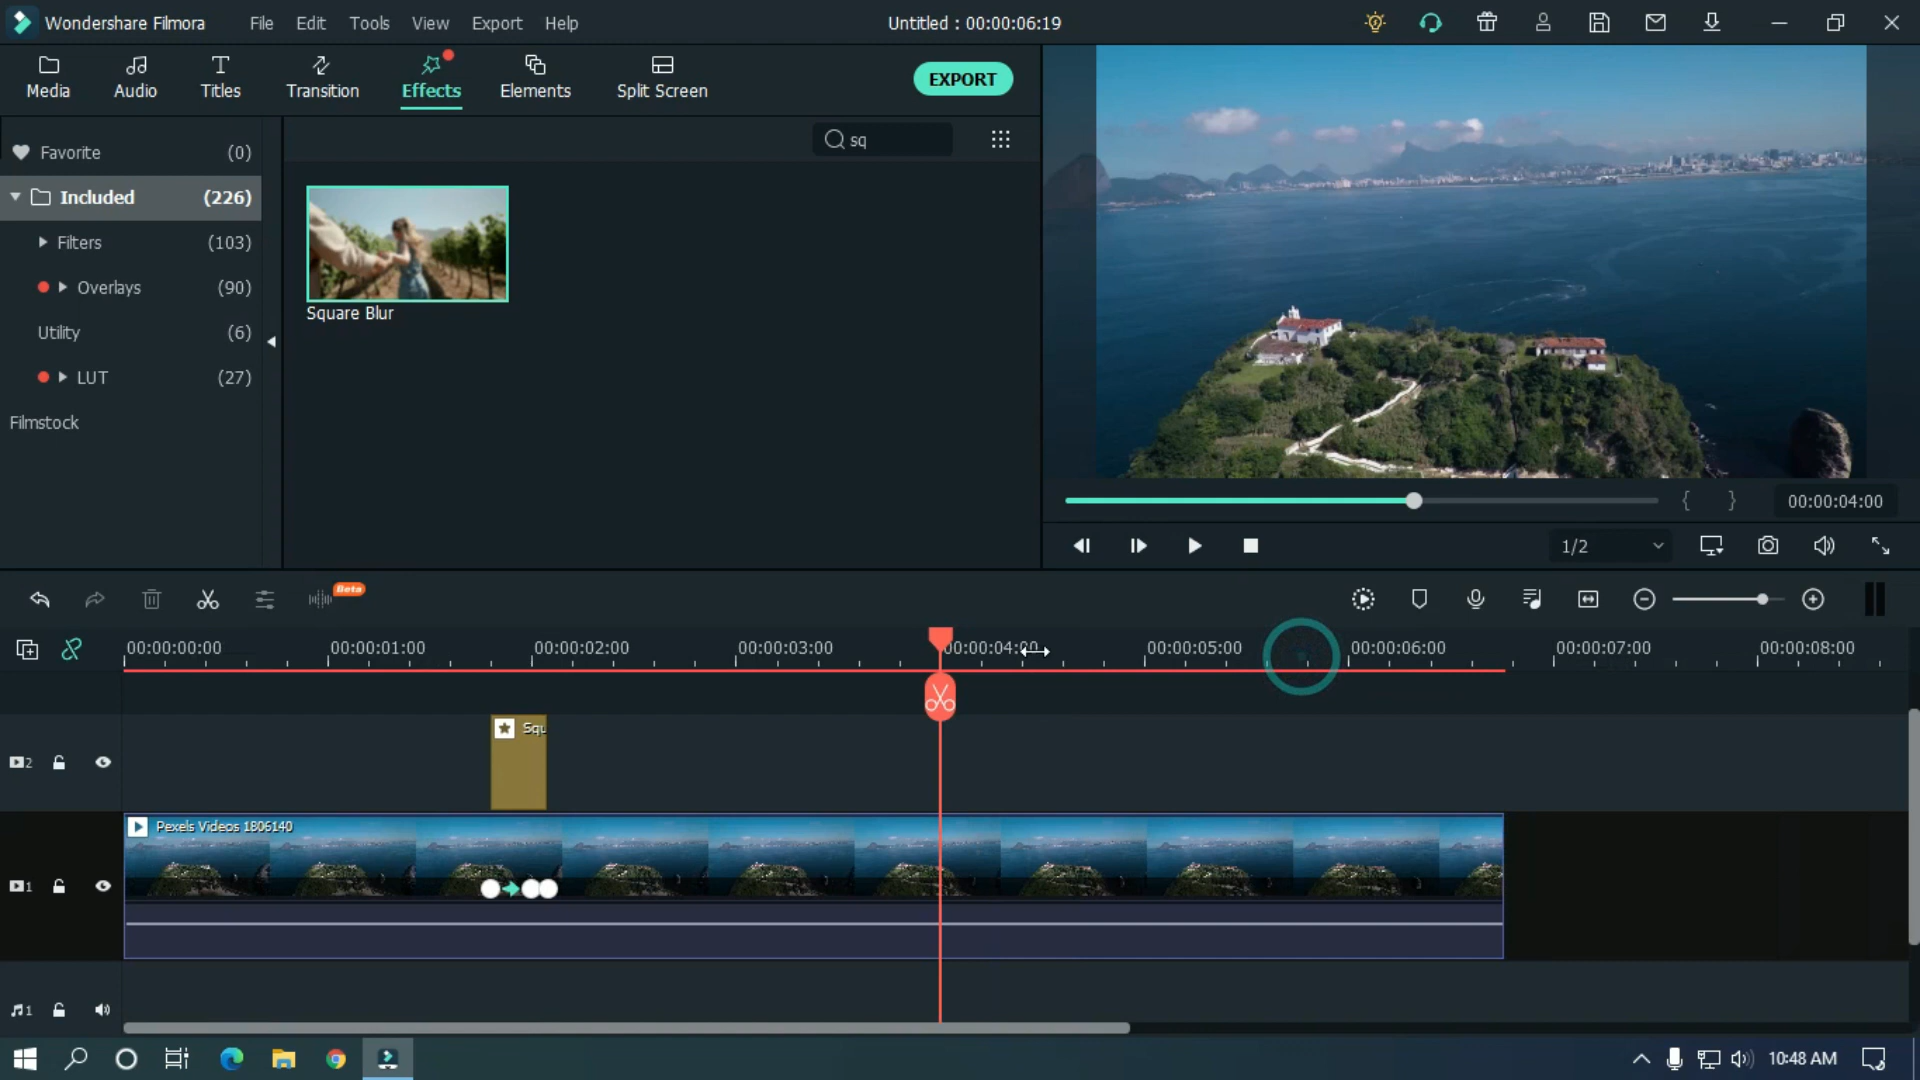 Wondershare Filmora
File
Edit
Tools
View
Export
Help
Untitled : 00:00:06:19
Media
Audio
Titles
Transition
Effects
Elements
Split Screen
EXPORT
Favorite
(0)
sq
Included
(226)
Filters
(103)
Overlays
(90)
Utility
(6)
LUT
(27)
Filmstock
Square Blur
00:00:04:00
1/2
Beta
00:00:00:00
00:00:01:00
00:00:02:00
00:00:03:00
00:00:04:00
00:00:05:00
00:00:06:00
00:00:07:00
00:00:08:00
Squ
2
Pexels Videos 1806140
1
1
10:48 AM